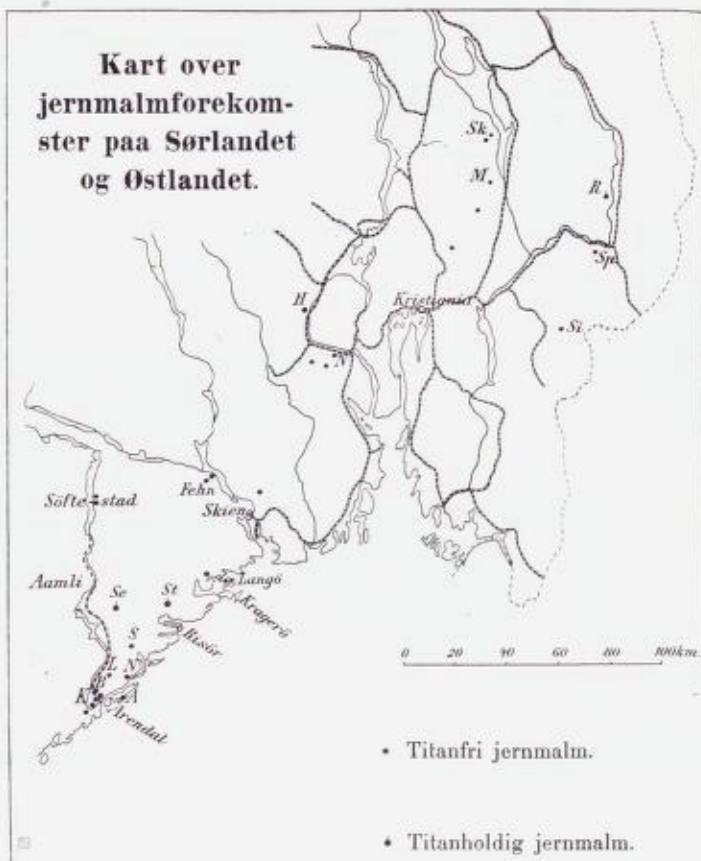 Kart over
jernmalmforekom-
ster paa Sørlandet
og Østlandet.
Sk
M
R
Sp
H
Kristiania
Si
N
Fehn
Söfte stad
Skien
Aamli
Se
St
Langö
Kragerö
S
Risör
L
N
B
K
A
Arendal
0 20 40 60 80 100km.
Titanfri jernmalm.
Titanholdig jernmalm.